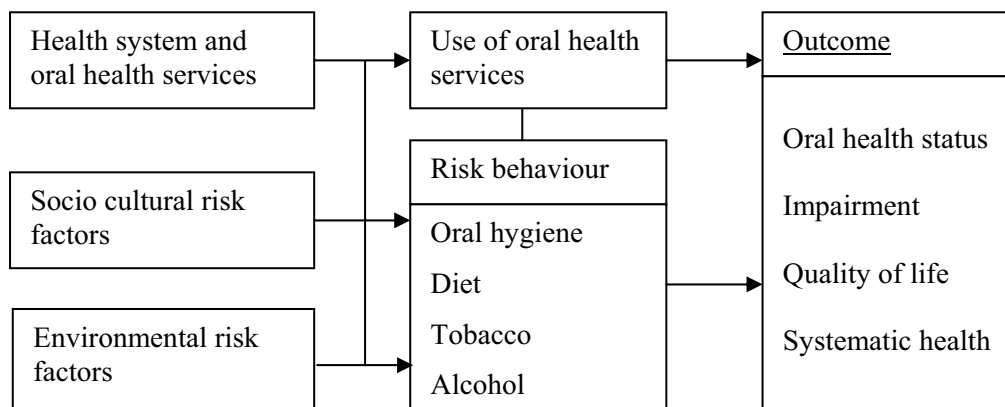 Health system and
oral health services
Use of oral health
services
Outcome
Oral health status
Impairment
Quality of life
Systematic health
Risk behaviour
Oral hygiene
Diet
Tobacco
Alcohol
Socio cultural risk
factors
Environmental risk
factors